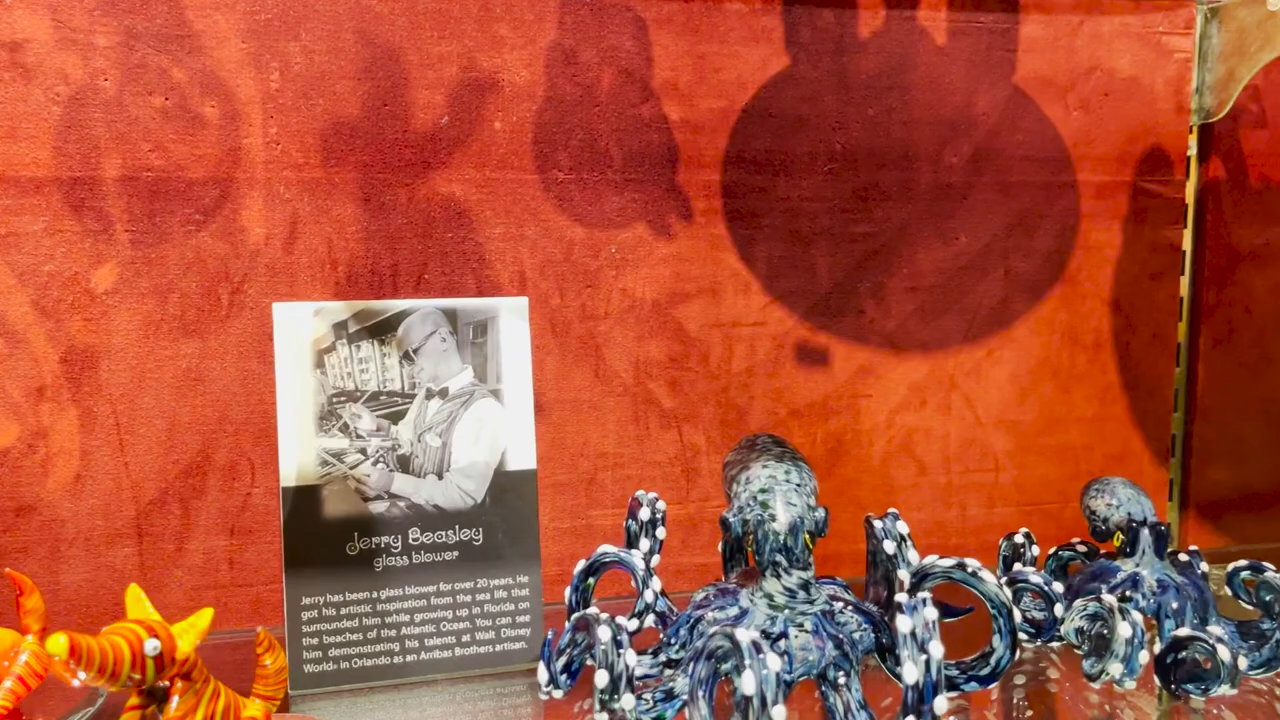 Jerry Beasley
glass blower
Jerry has been a glass blower for over 20 years. He
got his artistic inspiration from the sea life that
surrounded him while growing up in Florida on
the beaches of the Atlantic Ocean. You can see
him demonstrating his talents at Walt Disney
World® in Orlando as an Arribas Brothers artisan.